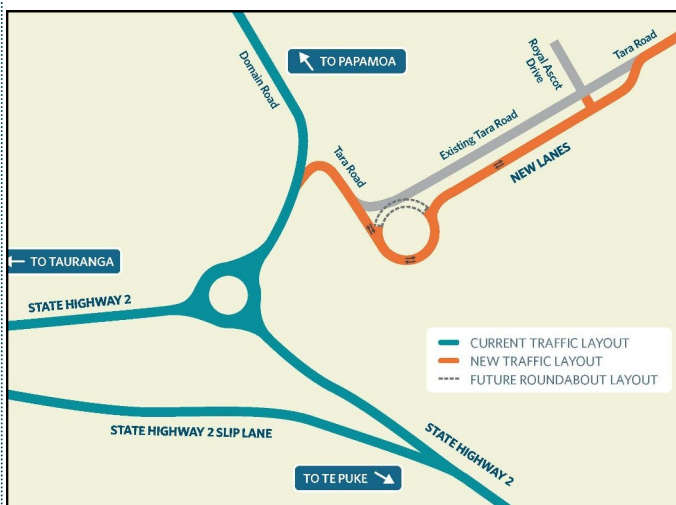 TO PAPAMOA
Domain Road
Royal Ascot
Drive
Tara Road
Existing Tara Road
Tara Road
NEW LANES
TO TAURANGA
STATE HIGHWAY 2
CURRENT TRAFFIC LAYOUT
NEW TRAFFIC LAYOUT
FUTURE ROUNDABOUT LAYOUT
STATE HIGHWAY 2 SLIP LANE
STATE HIGHWAY 2
TO TE PUKE